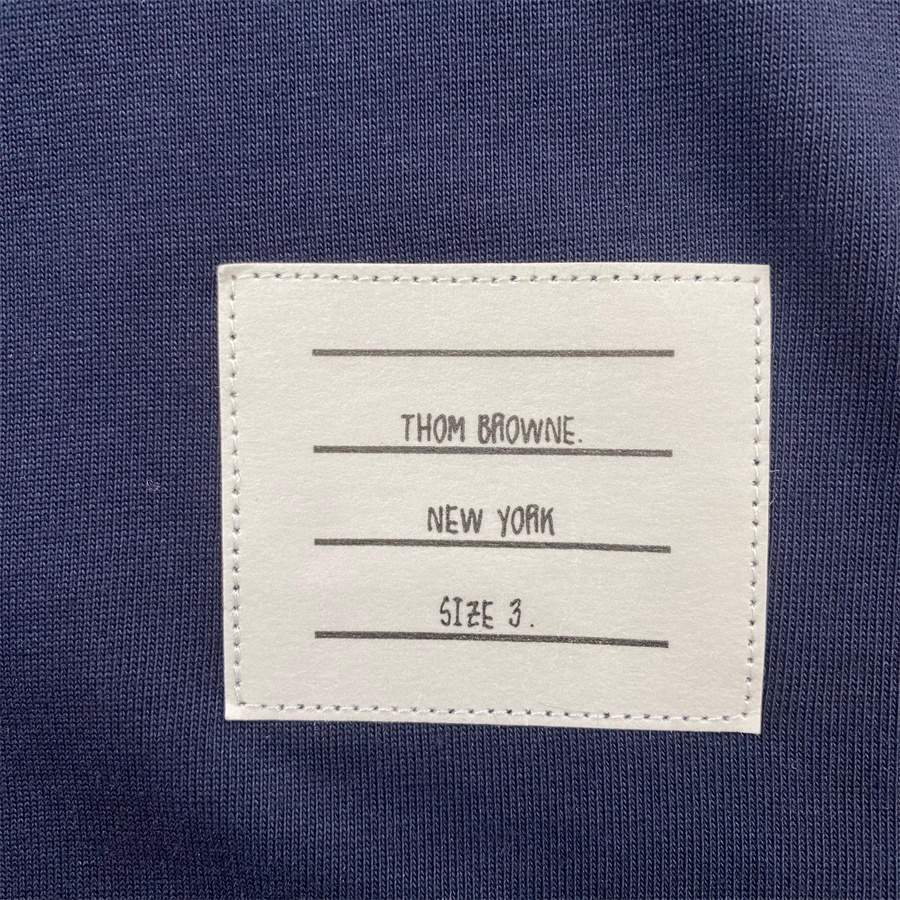 THOM BROWNE.
NEW YORK
SIZE 3.